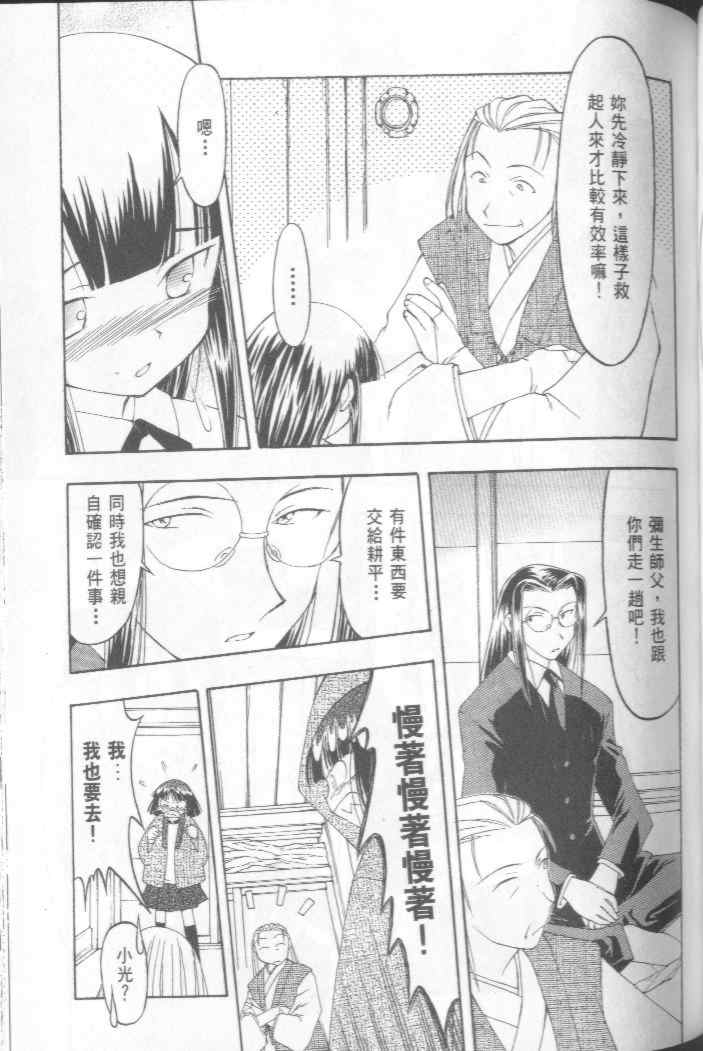 妳先冷靜下來，這樣子救
起人來才比較有效率嘛！
……
嗯…
彌生師父，我也跟
你們走一趟吧！
有件東西要
交給耕平…
同時我也想親
自確認一件事…
慢著慢著慢著！
我…
我也要去！
小光？